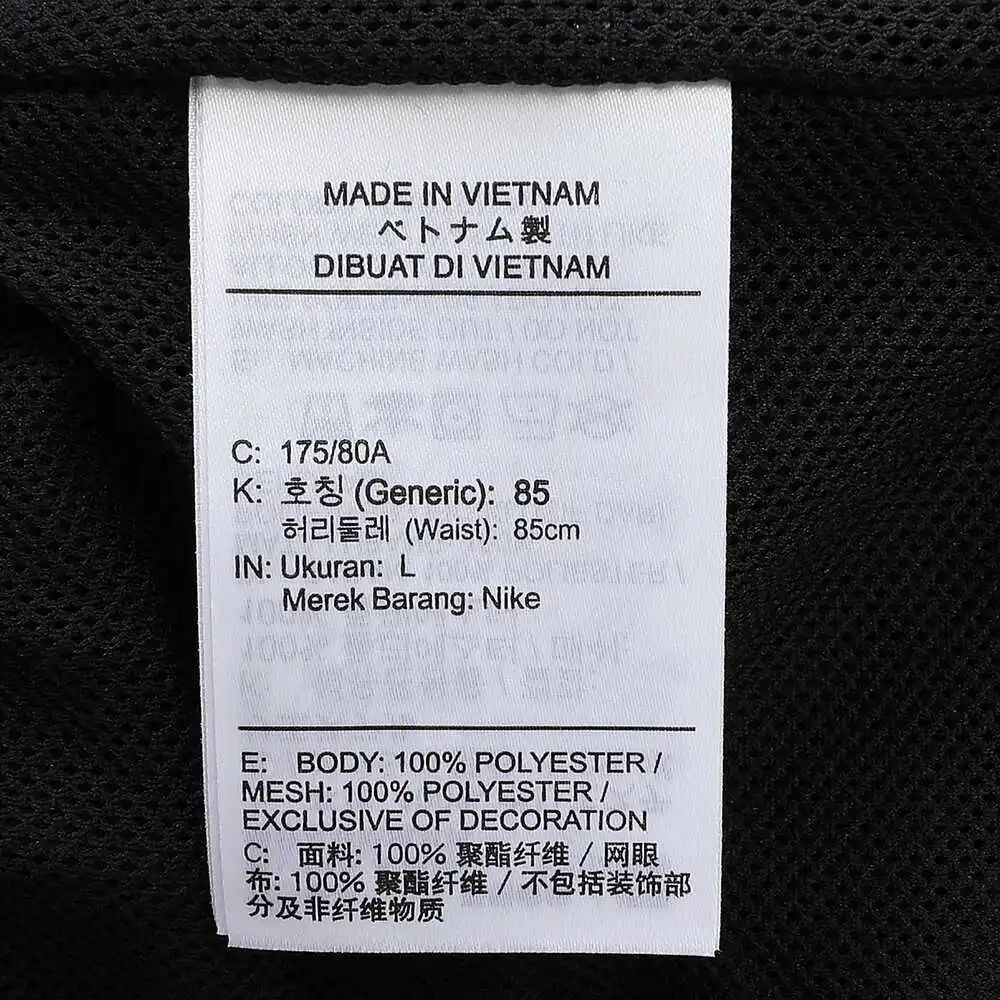 MADE IN VIETNAM
ベトナム製
DIBUAT DI VIETNAM
C: 175/80A
K: 호칭 (Generic): 85
허리둘레 (Waist): 85cm
IN: Ukuran: L
Merek Barang: Nike
E: BODY: 100% POLYESTER /
MESH: 100% POLYESTER /
EXCLUSIVE OF DECORATION
C: 面料: 100% 聚酯纤维 / 网眼
布: 100% 聚酯纤维 / 不包括装饰部
分及非纤维物质